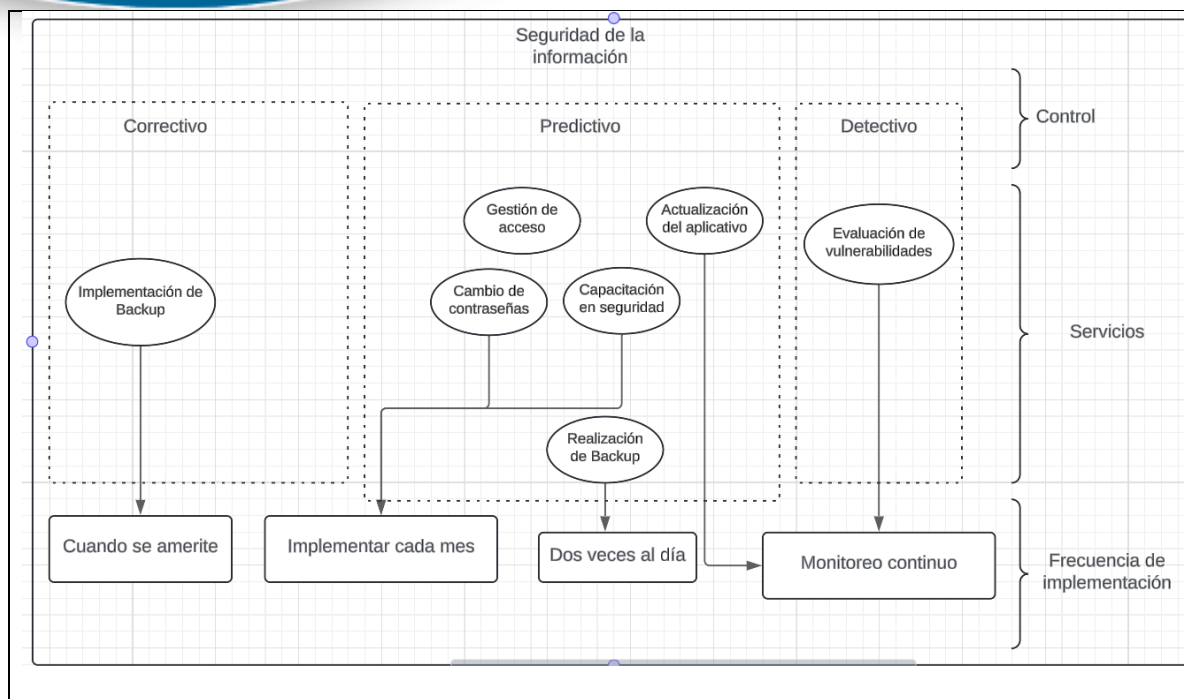 Seguridad de la
información
Control
Correctivo
Predictivo
Detectivo
Gestión de
acceso
Actualización
del aplicativo
Evaluación de
vulnerabilidades
Implementación de
Backup
Cambio de
contraseñas
Capacitación
en seguridad
Servicios
Realización
de Backup
Cuando se amerite
Implementar cada mes
Dos veces al día
Monitoreo continuo
Frecuencia de
implementación